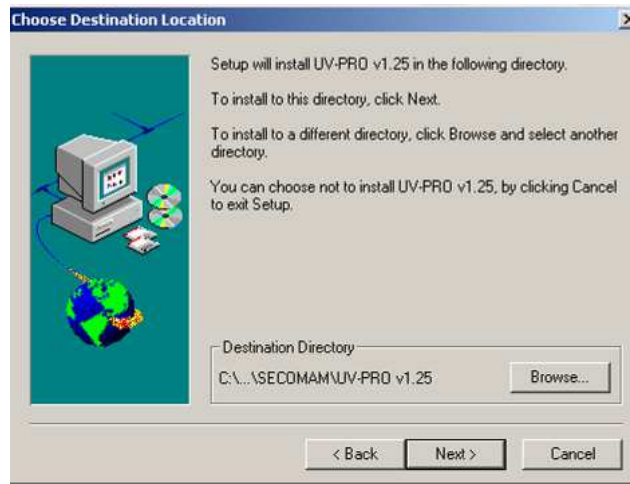 Choose Destination Location
Setup will install UV-PRO v1.25 in the following directory.
To install to this directory, click Next.
To install to a different directory, click Browse and select another
directory.
You can choose not to install UV-PRO v1.25, by clicking Cancel
to exit Setup.
Destination Directory
C:\...\SECOMAM\UV-PRO v1.25
Browse...
< Back
Next >
Cancel